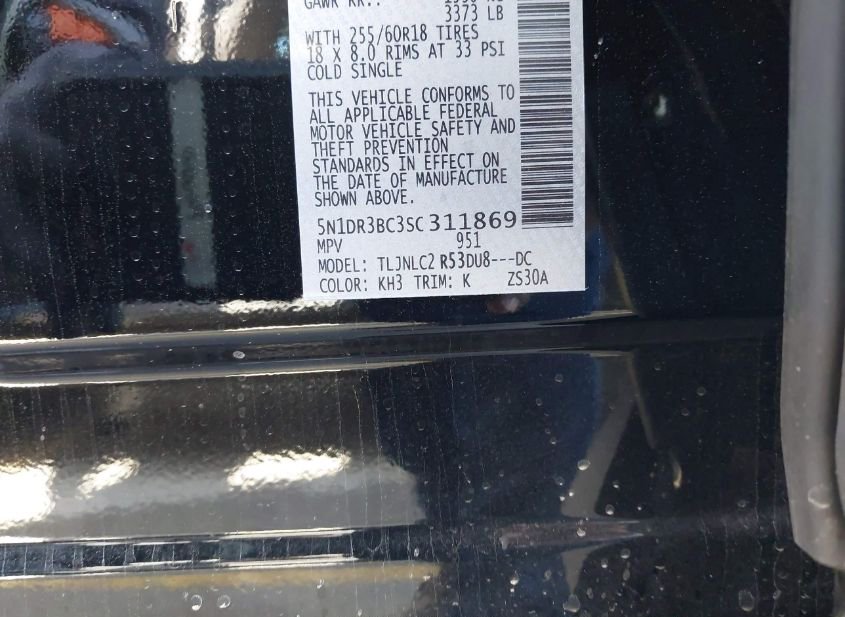 GAWR RR.:
3373 LB
WITH 255/60R18 TIRES
18 X 8.0 RIMS AT 33 PSI
COLD SINGLE
THIS VEHICLE CONFORMS TO
ALL APPLICABLE FEDERAL
MOTOR VEHICLE SAFETY AND
THEFT PREVENTION
STANDARDS IN EFFECT ON
THE DATE OF MANUFACTURE
SHOWN ABOVE.
5N1DR3BC3SC311869
MPV 951
MODEL: TLJNLC2 R53DU8---DC
COLOR: KH3 TRIM: K ZS30A